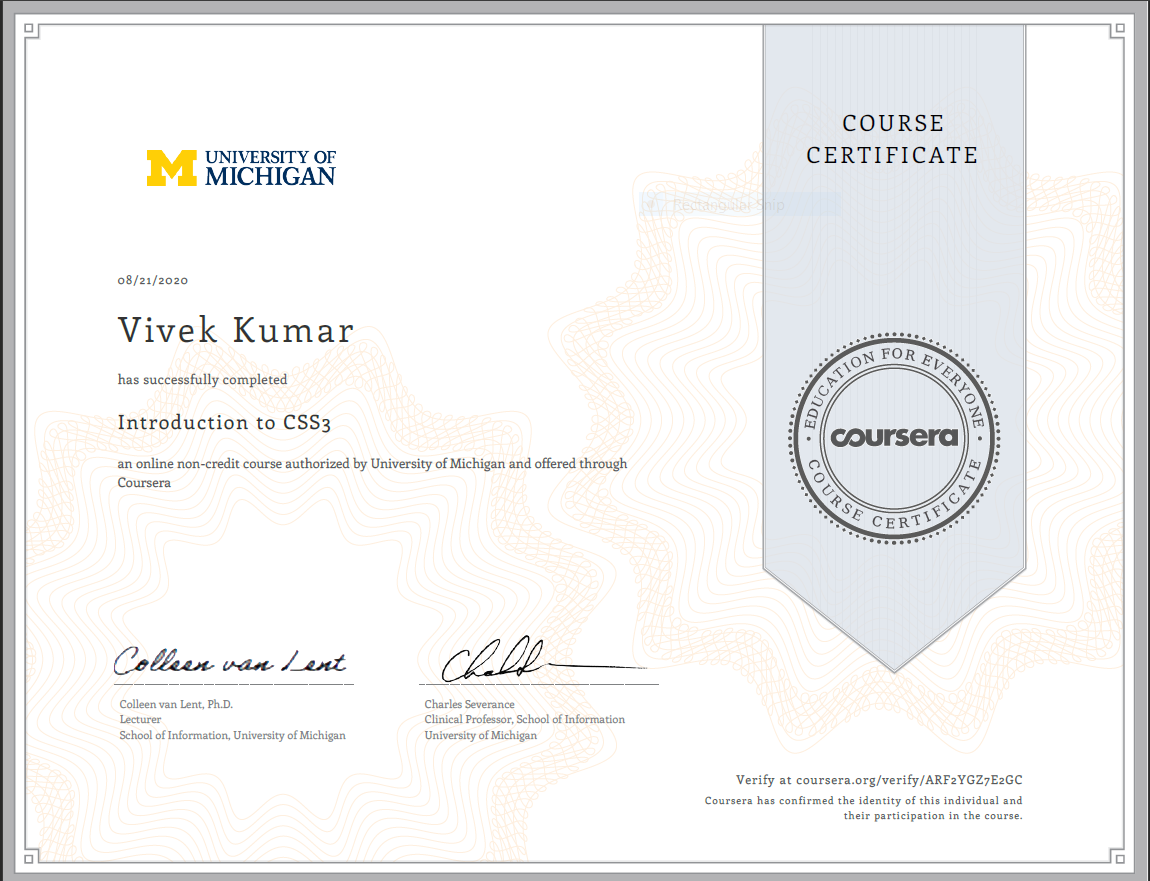 COURSE
CERTIFICATE
UNIVERSITY OF
MICHIGAN
Rectangular Snip
08/21/2020
Vivek Kumar
has successfully completed
Introduction to CSS3
an online non-credit course authorized by University of Michigan and offered through
Coursera
EDUCATION FOR EVERYONE
coursera
COURSE CERTIFICATE
Colleen van Lent
Colleen van Lent, Ph.D.
Lecturer
School of Information, University of Michigan
Charles Severance
Clinical Professor, School of Information
University of Michigan
Verify at coursera.org/verify/ARF2YGZ7E2GC
Coursera has confirmed the identity of this individual and
their participation in the course.